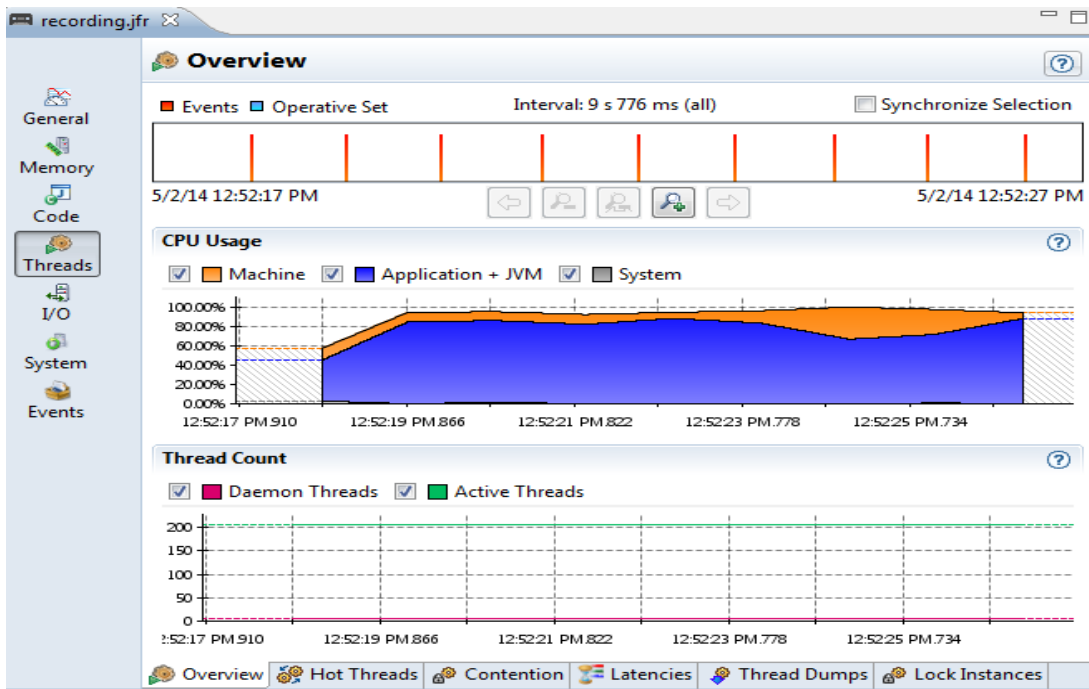 recording.jfr
Overview
General
Memory
Code
Threads
I/O
System
Events
Events Operative Set Interval: 9 s 776 ms (all) Synchronize Selection
5/2/14 12:52:17 PM 5/2/14 12:52:27 PM
CPU Usage
Machine Application + JVM System
100.00%
80.00%
60.00%
40.00%
20.00%
0.00%
12:52:17 PM.910 12:52:19 PM.866 12:52:21 PM.822 12:52:23 PM.778 12:52:25 PM.734
Thread Count
Daemon Threads Active Threads
200
150
100
50
0
2:52:17 PM.910 12:52:19 PM.866 12:52:21 PM.822 12:52:23 PM.778 12:52:25 PM.734
Overview Hot Threads Contention Latencies Thread Dumps Lock Instances